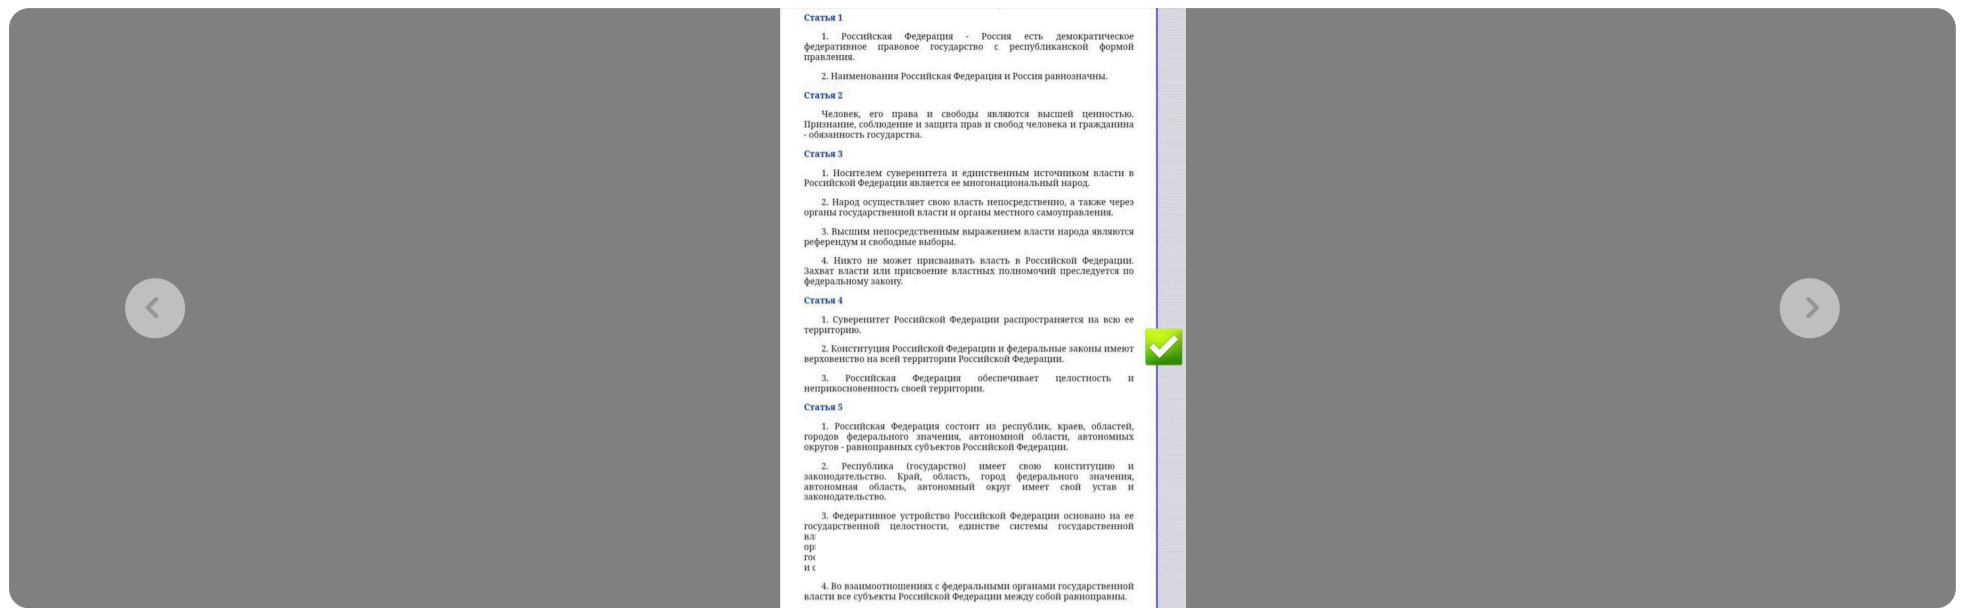 Статья 1
1. Российская Федерация - Россия есть демократическое
федеративное правовое государство с республиканской формой
правления.
2. Наименования Российская Федерация и Россия равнозначны.
Статья 2
Человек, его права и свободы являются высшей ценностью.
Признание, соблюдение и защита прав и свобод человека и гражданина
- обязанность государства.
Статья 3
1. Носителем суверенитета и единственным источником власти в
Российской Федерации является ее многонациональный народ.
2. Народ осуществляет свою власть непосредственно, а также через
органы государственной власти и органы местного самоуправления.
3. Высшим непосредственным выражением власти народа являются
референдум и свободные выборы.
4. Никто не может присваивать власть в Российской Федерации.
Захват власти или присвоение властных полномочий преследуется по
федеральному закону.
Статья 4
1. Суверенитет Российской Федерации распространяется на всю ее
территорию.
2. Конституция Российской Федерации и федеральные законы имеют
верховенство на всей территории Российской Федерации.
3. Российская Федерация обеспечивает целостность и
неприкосновенность своей территории.
Статья 5
1. Российская Федерация состоит из республик, краев, областей,
городов федерального значения, автономной области, автономных
округов - равноправных субъектов Российской Федерации.
2. Республика (государство) имеет свою конституцию и
законодательство. Край, область, город федерального значения,
автономная область, автономный округ имеет свой устав и
законодательство.
3. Федеративное устройство Российской Федерации основано на ее
государственной целостности, единстве системы государственной
и
4. Во взаимоотношениях с федеральными органами государственной
власти все субъекты Российской Федерации между собой равноправны.